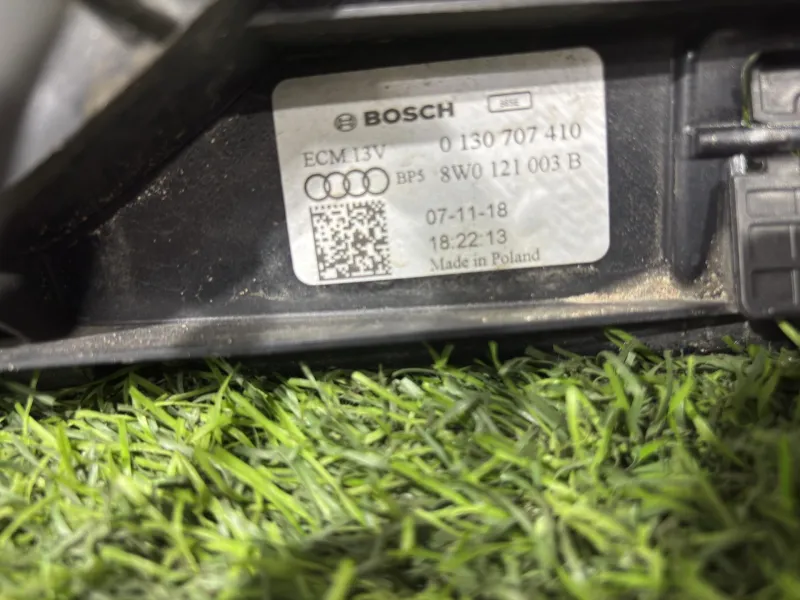 BOSCH
ECM 13V 0 130 707 410
BP5 8W0 121 003 B
07-11-18
18:22:13
Made in Poland